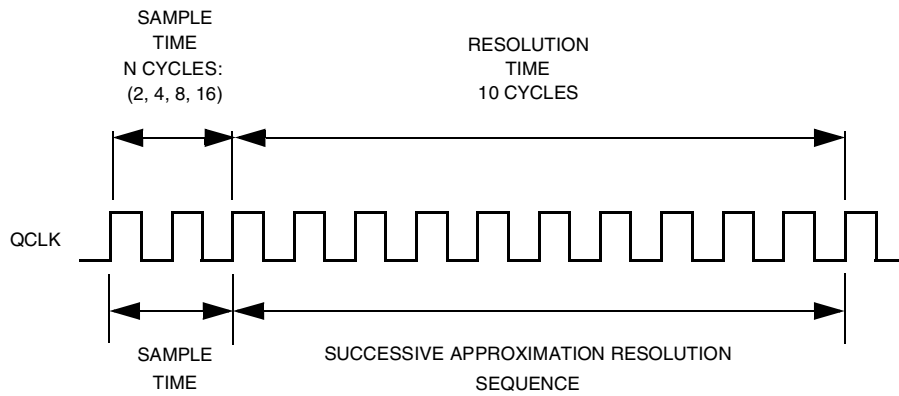 SAMPLE
TIME
N CYCLES:
(2, 4, 8, 16)
RESOLUTION
TIME
10 CYCLES
QCLK
SAMPLE
TIME
SUCCESSIVE APPROXIMATION RESOLUTION
SEQUENCE